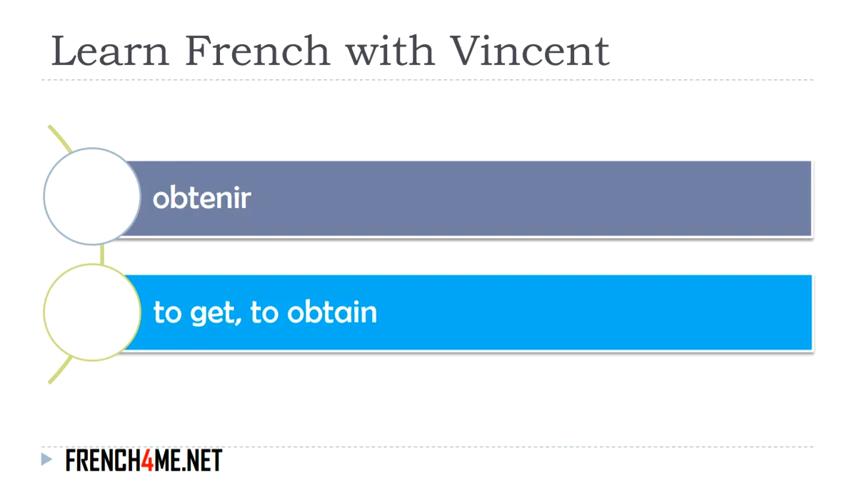 Learn French with Vincent
obtenir
to get, to obtain
FRENCH4ME.NET